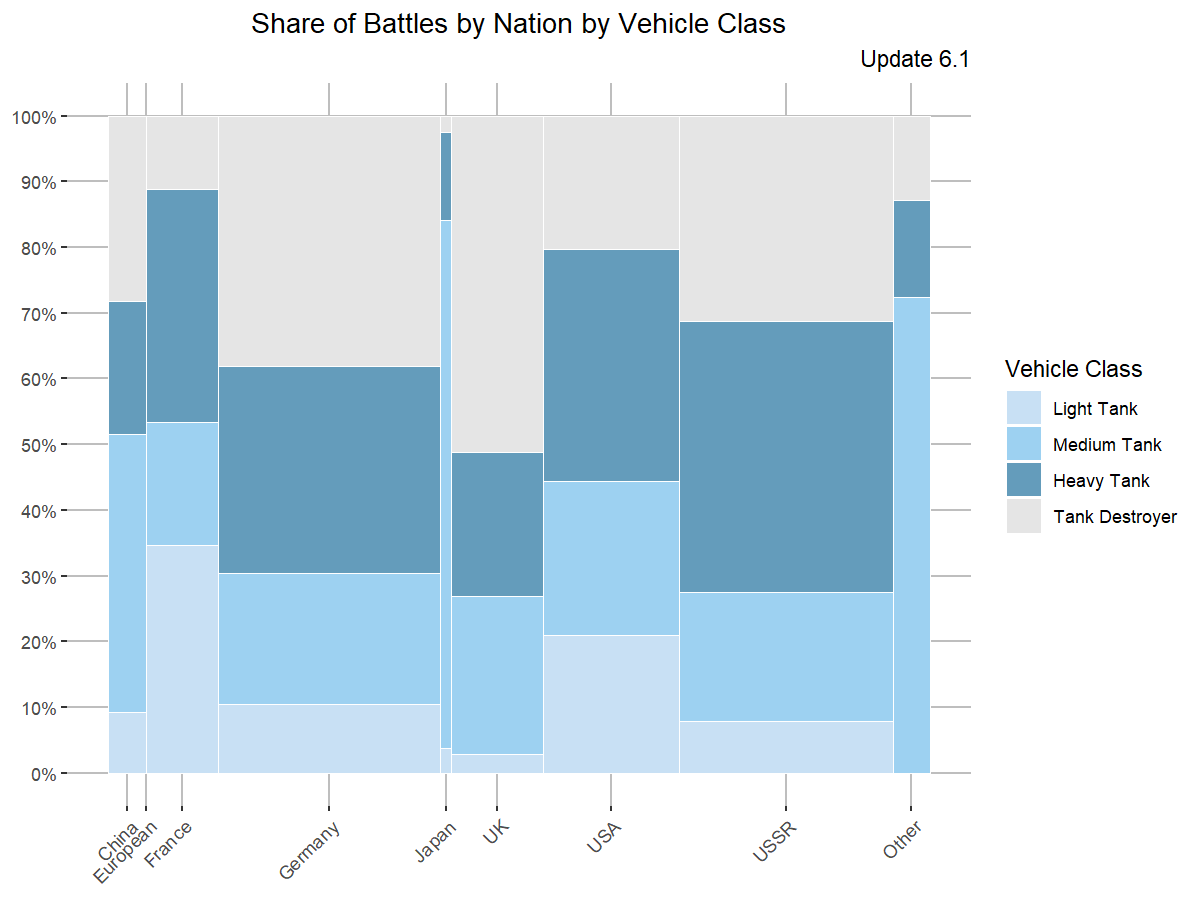 Share of Battles by Nation by Vehicle Class
Update 6.1
100%
90%
80%
70%
60%
50%
40%
30%
20%
10%
0%
China
European
France
Germany
Japan
UK
USA
USSR
Other
Vehicle Class
Light Tank
Medium Tank
Heavy Tank
Tank Destroyer